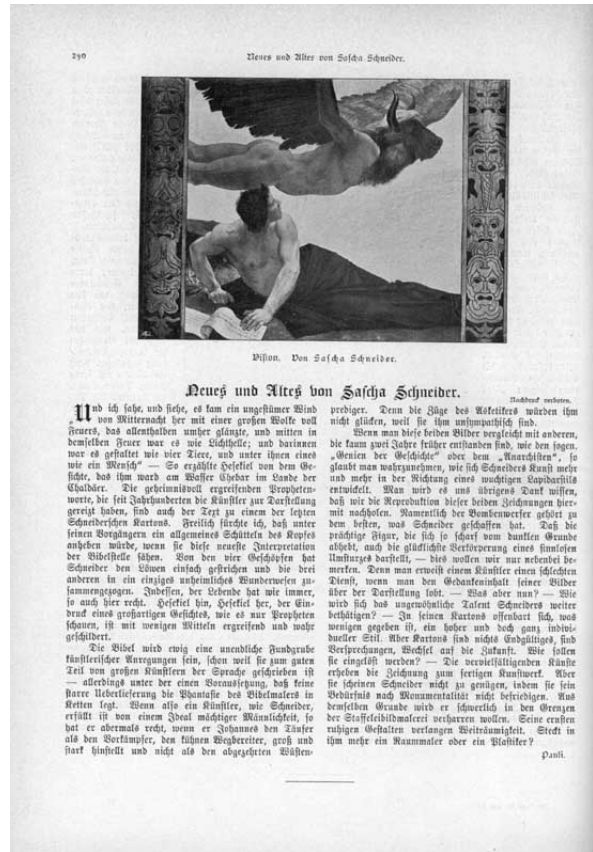 290
Neues und Altes von Sascha Schneider.
Vision. Von Sascha Schneider.
Neues und Altes von Sascha Schneider.
Nachdruck verboten.
„Und ich sahe, und siehe, es kam ein ungestümer Wind
von Mitternacht her mit einer großen Wolke voll
Feuers, das allenthalben umher glänzte, und mitten in
demselben Feuer war es wie Lichthelle; und darinnen
war es gestaltet wie vier Tiere, und unter ihnen eines
wie ein Mensch“ — So erzählte Hesekiel von dem Ge-
sichte, das ihm ward am Wasser Chebar im Lande der
Chaldäer. Die geheimnisvoll ergreifenden Propheten-
worte, die seit Jahrhunderten die Künstler zur Darstellung
gereizt haben, sind auch der Text zu einem der letzten
Schneiderschen Kartons. Freilich fürchte ich, daß unter
seinen Vorgängern ein allgemeines Schütteln des Kopfes
anheben würde, wenn sie diese neueste Interpretation
der Bibelstelle sähen. Von den vier Geschöpfen hat
Schneider den Löwen einfach gestrichen und die drei
anderen in ein einziges unheimliches Wunderwesen zu-
sammengezogen. Indessen, der Lebende hat wie immer,
so auch hier recht. Hesekiel hin, Hesekiel her, der Ein-
druck eines großartigen Gesichtes, wie es nur Propheten
schauen, ist mit wenigen Mitteln ergreifend und wahr
geschildert.
Die Bibel wird ewig eine unendliche Fundgrube
künstlerischer Anregungen sein, schon weil sie zum guten
Teil von großen Künstlern der Sprache geschrieben ist
— allerdings unter der einen Voraussetzung, daß keine
starre Ueberlieferung die Phantasie des Bibelmalers in
Ketten legt. Wenn also ein Künstler, wie Schneider,
erfüllt ist von einem Ideal mächtiger Männlichkeit, so
hat er abermals recht, wenn er Johannes den Täufer
als den Vorkämpfer, den kühnen Wegbereiter, groß und
stark hinstellt und nicht als den abgezehrten Wüsten-
prediger. Denn die Züge des Asketikers würden ihm
nicht glücken, weil sie ihm unsympathisch sind.
Wenn man diese beiden Bilder vergleicht mit anderen,
die kaum zwei Jahre früher entstanden sind, wie den sogen.
„Genien der Geschichte“ oder dem „Anarchisten“, so
glaubt man wahrzunehmen, wie sich Schneiders Kunst mehr
und mehr in der Richtung eines wuchtigen Lapidarstils
entwickelt. Man wird es uns übrigens Dank wissen,
daß wir die Reproduktion dieser beiden Zeichnungen hier-
mit nachholen. Namentlich der Bombenwerfer gehört zu
dem besten, was Schneider geschaffen hat. Daß die
prächtige Figur, die sich so scharf vom dunklen Grunde
abhebt, auch die glücklichste Verkörperung eines sinnlosen
Umsturzes darstellt, — dies wollen wir nur nebenbei be-
merken. Denn man erweist einem Künstler einen schlechten
Dienst, wenn man den Gedankeninhalt seiner Bilder
über der Darstellung lobt. — Was aber nun? — Wie
wird sich das ungewöhnliche Talent Schneiders weiter
bethätigen? — In seinen Kartons offenbart sich, was
wenigen gegeben ist, ein hoher und doch ganz indivi-
dueller Stil. Aber Kartons sind nichts Endgültiges, sind
Versprechungen, Wechsel auf die Zukunft. Wie sollen
sie eingelöst werden? — Die vervielfältigenden Künste
erheben die Zeichnung zum fertigen Kunstwerk. Aber
sie scheinen Schneider nicht zu genügen, indem sie sein
Bedürfnis nach Monumentalität nicht befriedigen. Aus
demselben Grunde wird er schwerlich in den Grenzen
der Staffeleibildmalerei verharren wollen. Seine ernsten
ruhigen Gestalten verlangen Weiträumigkeit. Steckt in
ihm mehr ein Raummaler oder ein Plastiker?
Pauli.